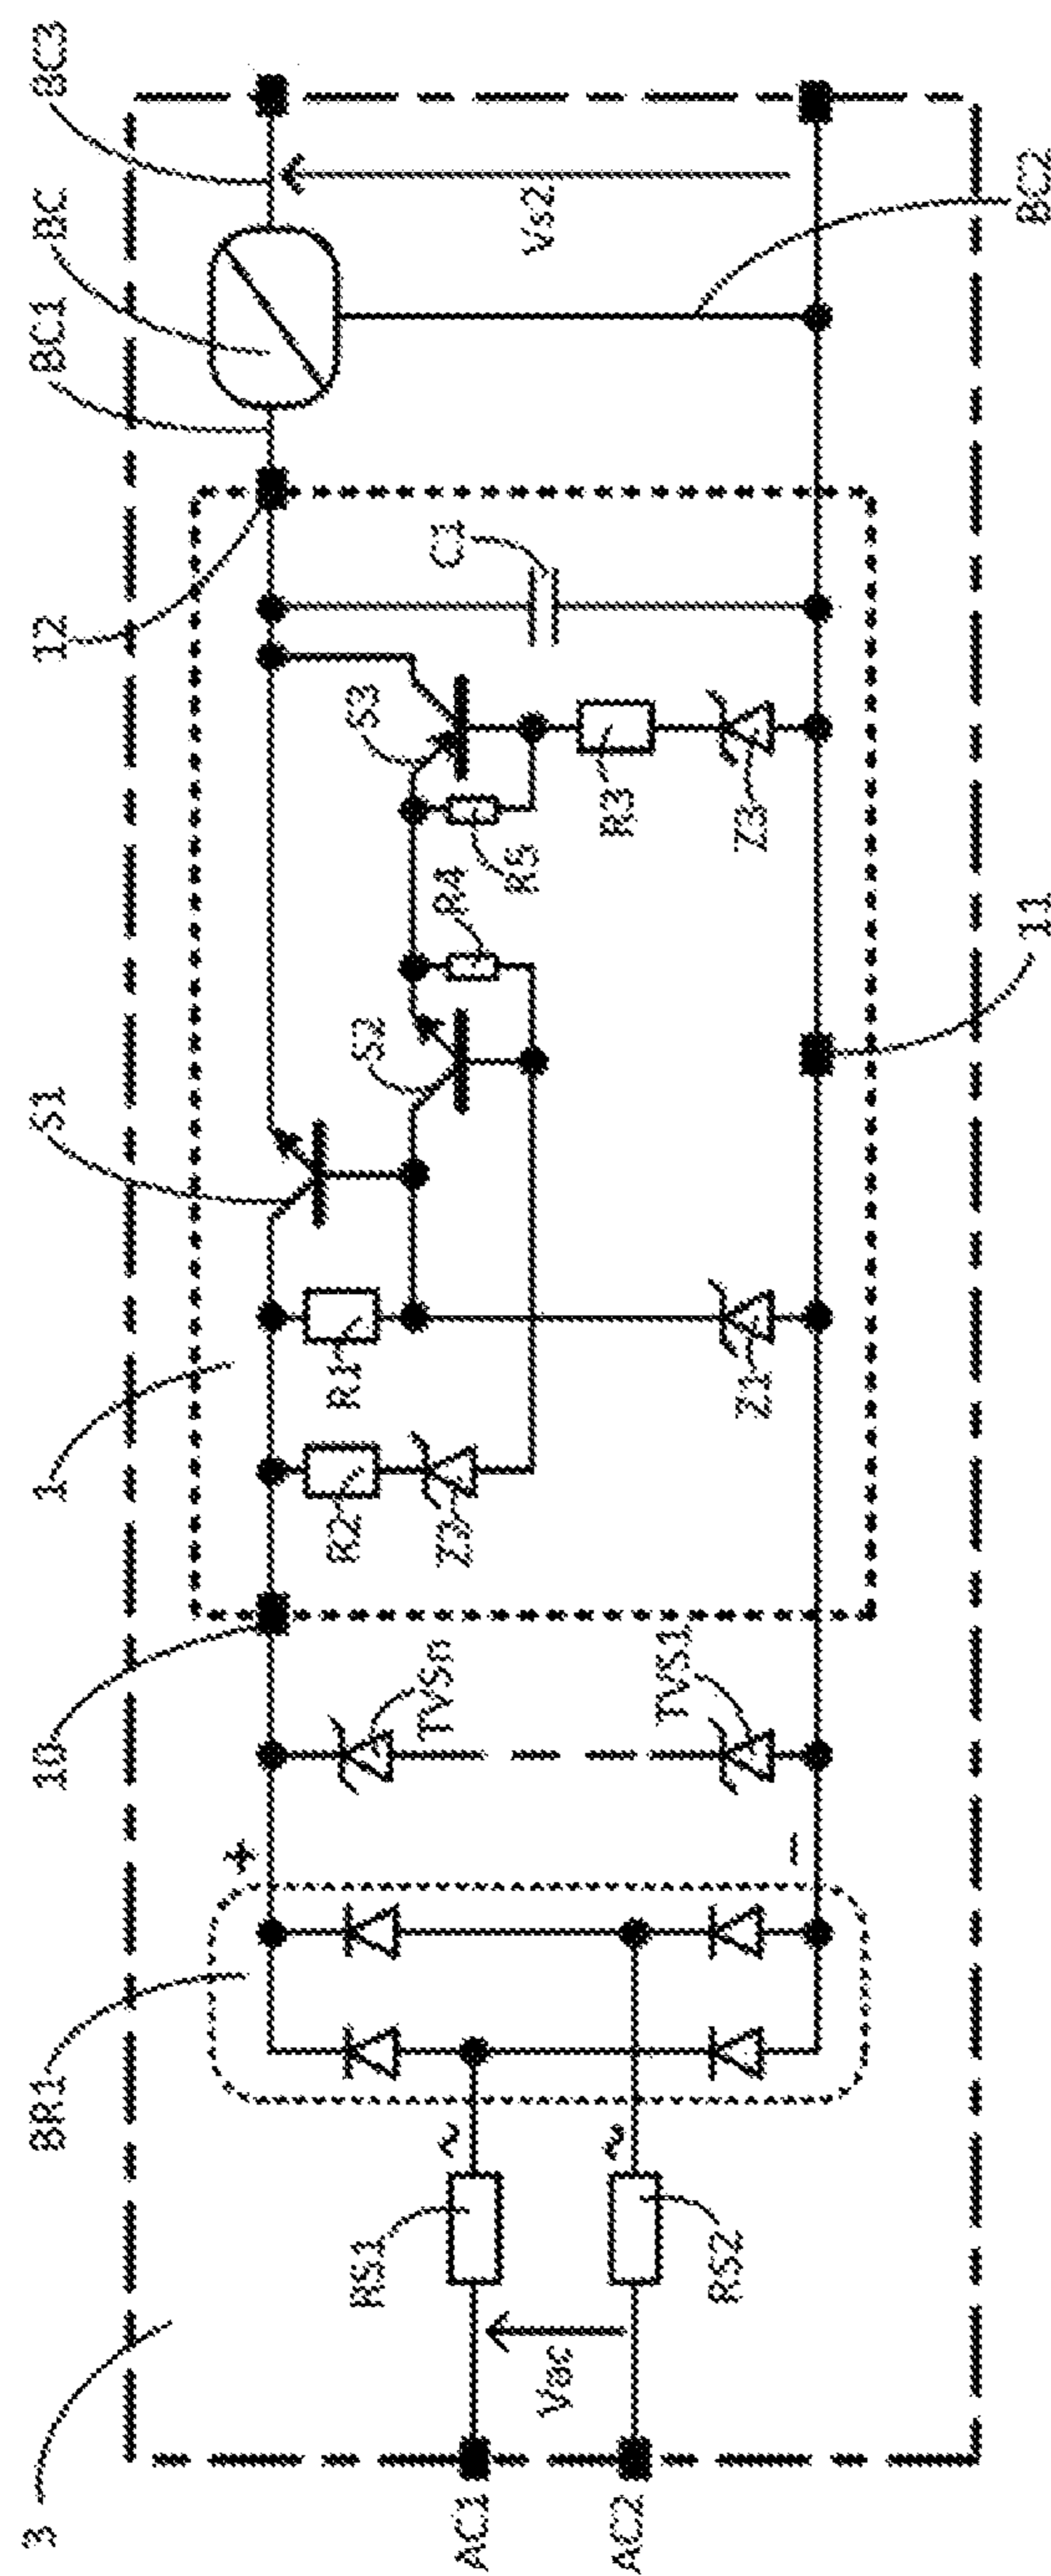 3
BR1
10
1
S1
12
BC1
BC
BC3
AC1
AC2
Vac
RS1
RS2
~
~
+
-
TVSn
TVS1
R2
Z3
R1
Z1
S2
R4
R5
S3
R3
Z3
C1
11
Vs2
BC2